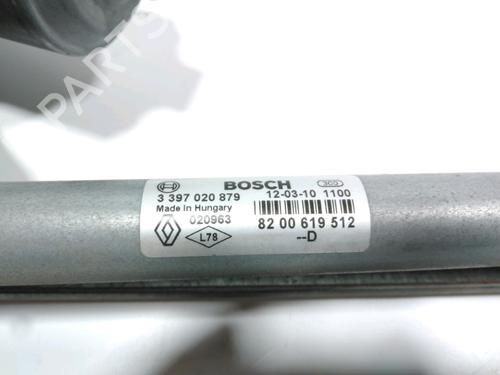 BOSCH
12-03-10 1100
3 397 020 879
Made in Hungary
020963
L78
82 00 619 512
--D
PARTS